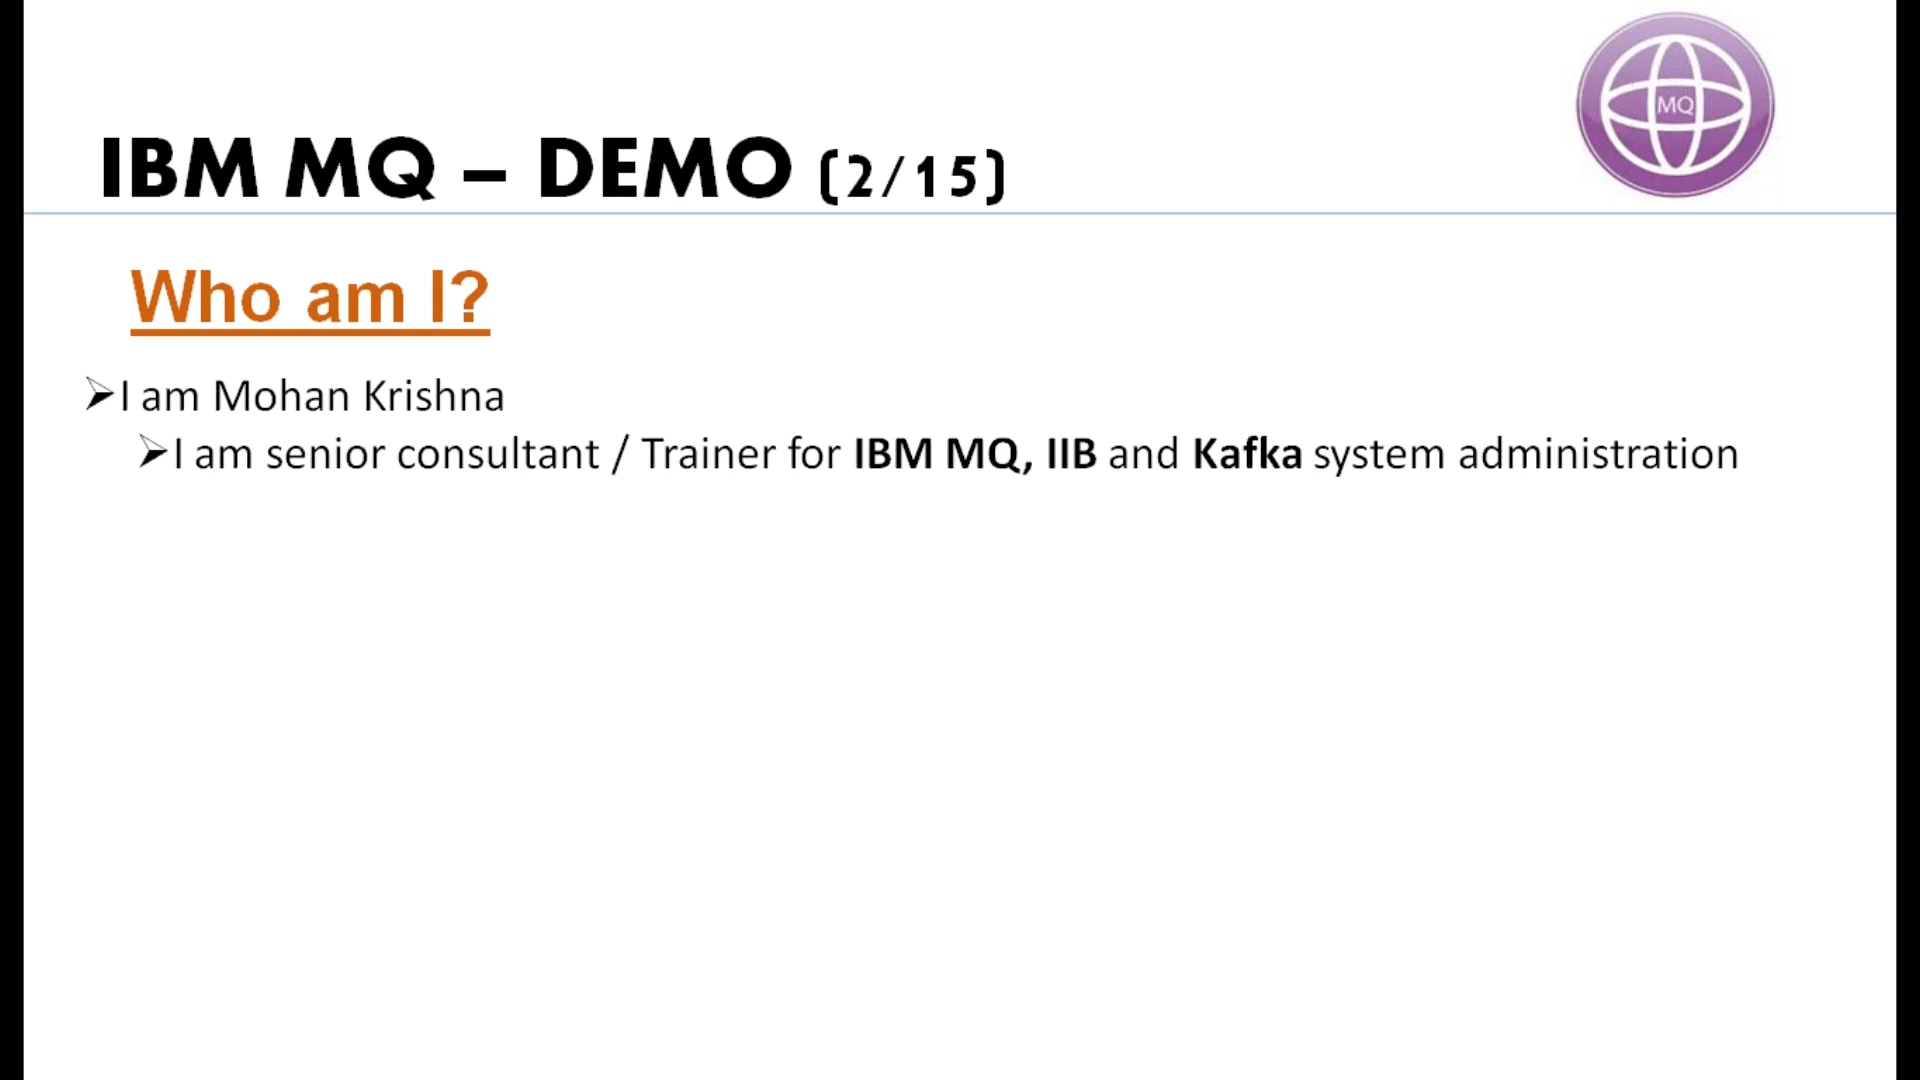 MQ
IBM MQ – DEMO (2/15)
Who am I?
➢I am Mohan Krishna
➢I am senior consultant / Trainer for IBM MQ, IIB and Kafka system administration